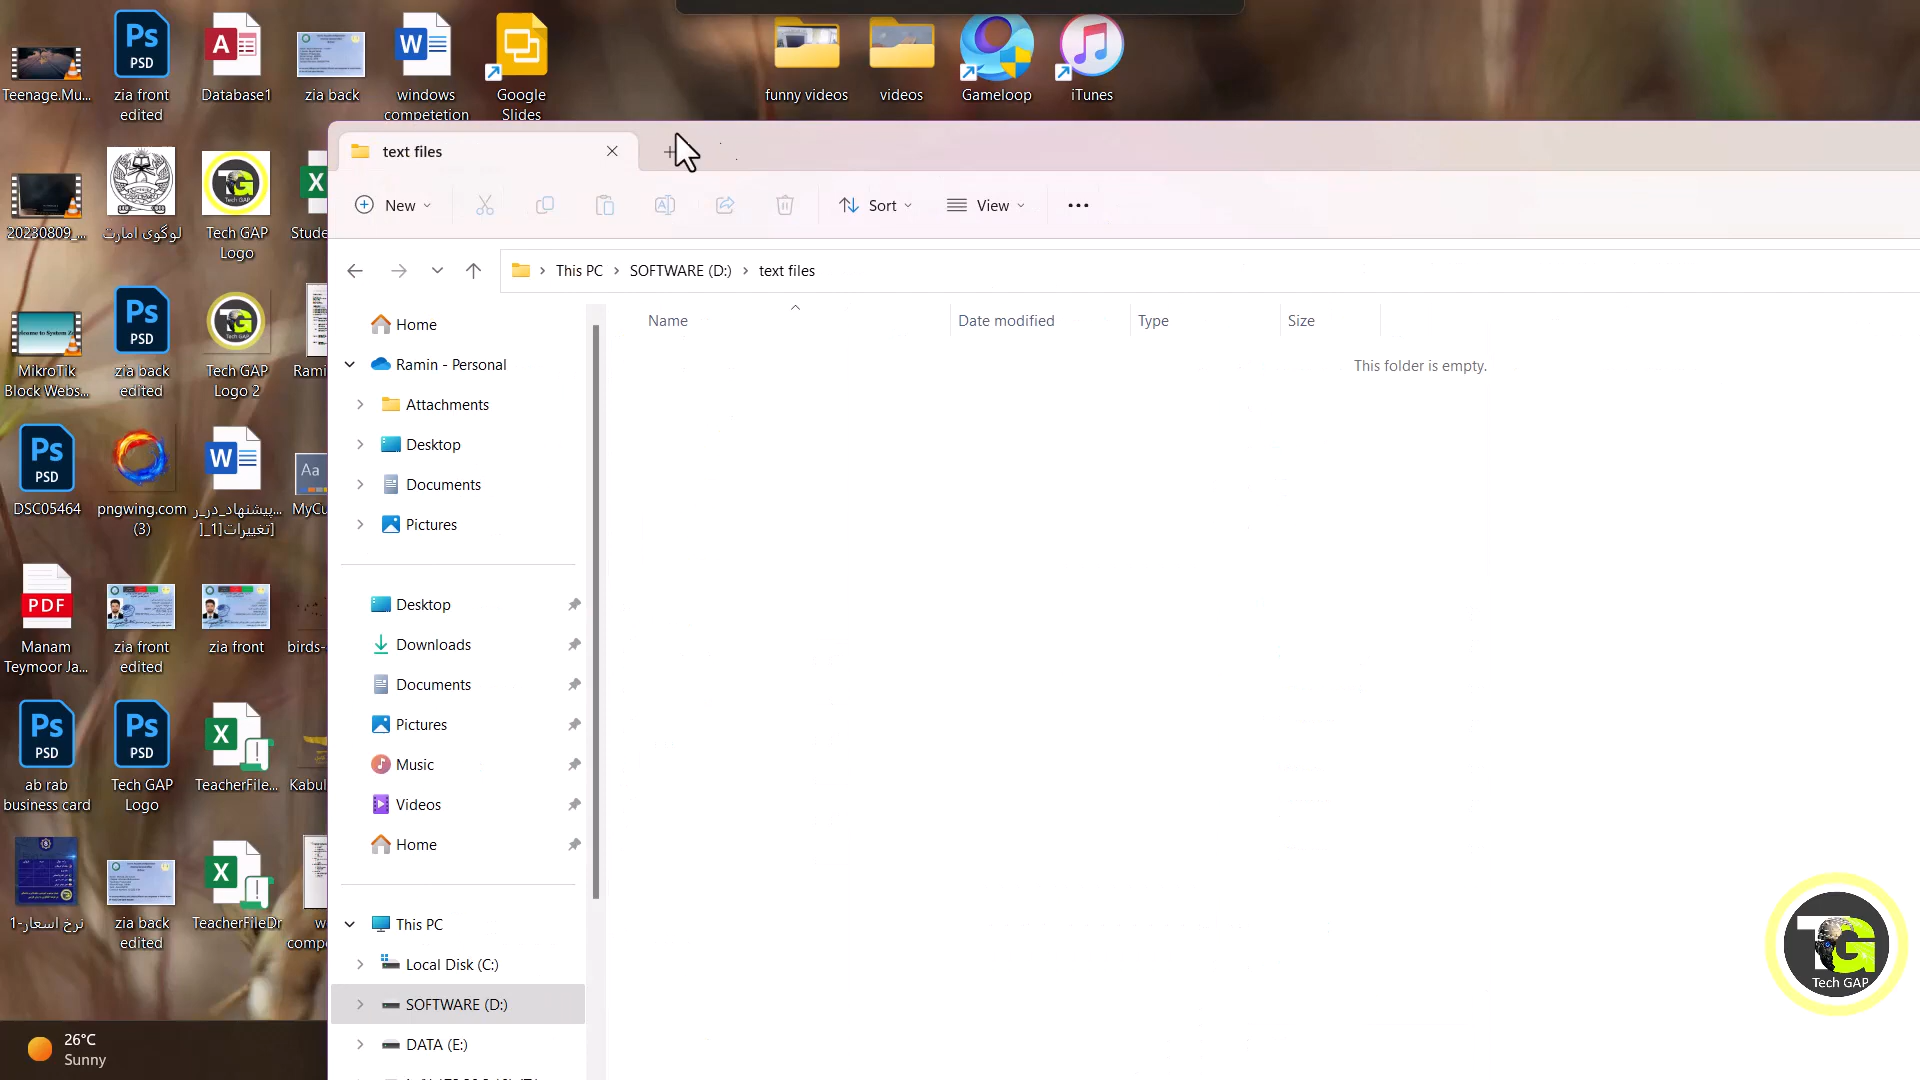 Teenage.Mu...
zia front
edited
Database1
zia back
windows
competetion
Google
Slides
funny videos
videos
Gameloop
iTunes
20230809_...
لوگوی امارت
Tech GAP
Logo
Stude
MikroTik
Block Webs...
zia back
edited
Tech GAP
Logo 2
Rami
DSC05464
pngwing.com
(3)
...پیشنهاد_در_ر
[تغییرات[1_[
MyCu
Manam
Teymoor Ja...
zia front
edited
zia front
birds-
ab rab
business card
Tech GAP
Logo
TeacherFile...
Kabul
نرخ اسعار-1
zia back
edited
TeacherFileDr
w
compe
26°C
Sunny
text files
New
Sort
View
This PC
SOFTWARE (D:)
text files
Name
Date modified
Type
Size
This folder is empty.
Home
Ramin - Personal
Attachments
Desktop
Documents
Pictures
Desktop
Downloads
Documents
Pictures
Music
Videos
Home
This PC
Local Disk (C:)
SOFTWARE (D:)
DATA (E:)
TG
Tech GAP